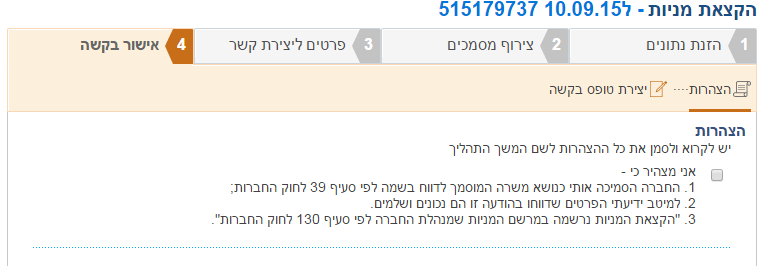 הקצאת מניות - ל10.09.15 515179737
1 הזנת נתונים 2 צירוף מסמכים 3 פרטים ליצירת קשר 4 אישור בקשה
הצהרות .... יצירת טופס בקשה
הצהרות
יש לקרוא ולסמן את כל ההצהרות לשם המשך התהליך
אני מצהיר כי -
1. החברה הסמיכה אותי כנושא משרה המוסמך לדווח בשמה לפי סעיף 39 לחוק החברות;
2. למיטב ידיעתי הפרטים שדווחו בהודעה זו הם נכונים ושלמים.
3. "הקצאת המניות נרשמה במרשם המניות שמנהלת החברה לפי סעיף 130 לחוק החברות".